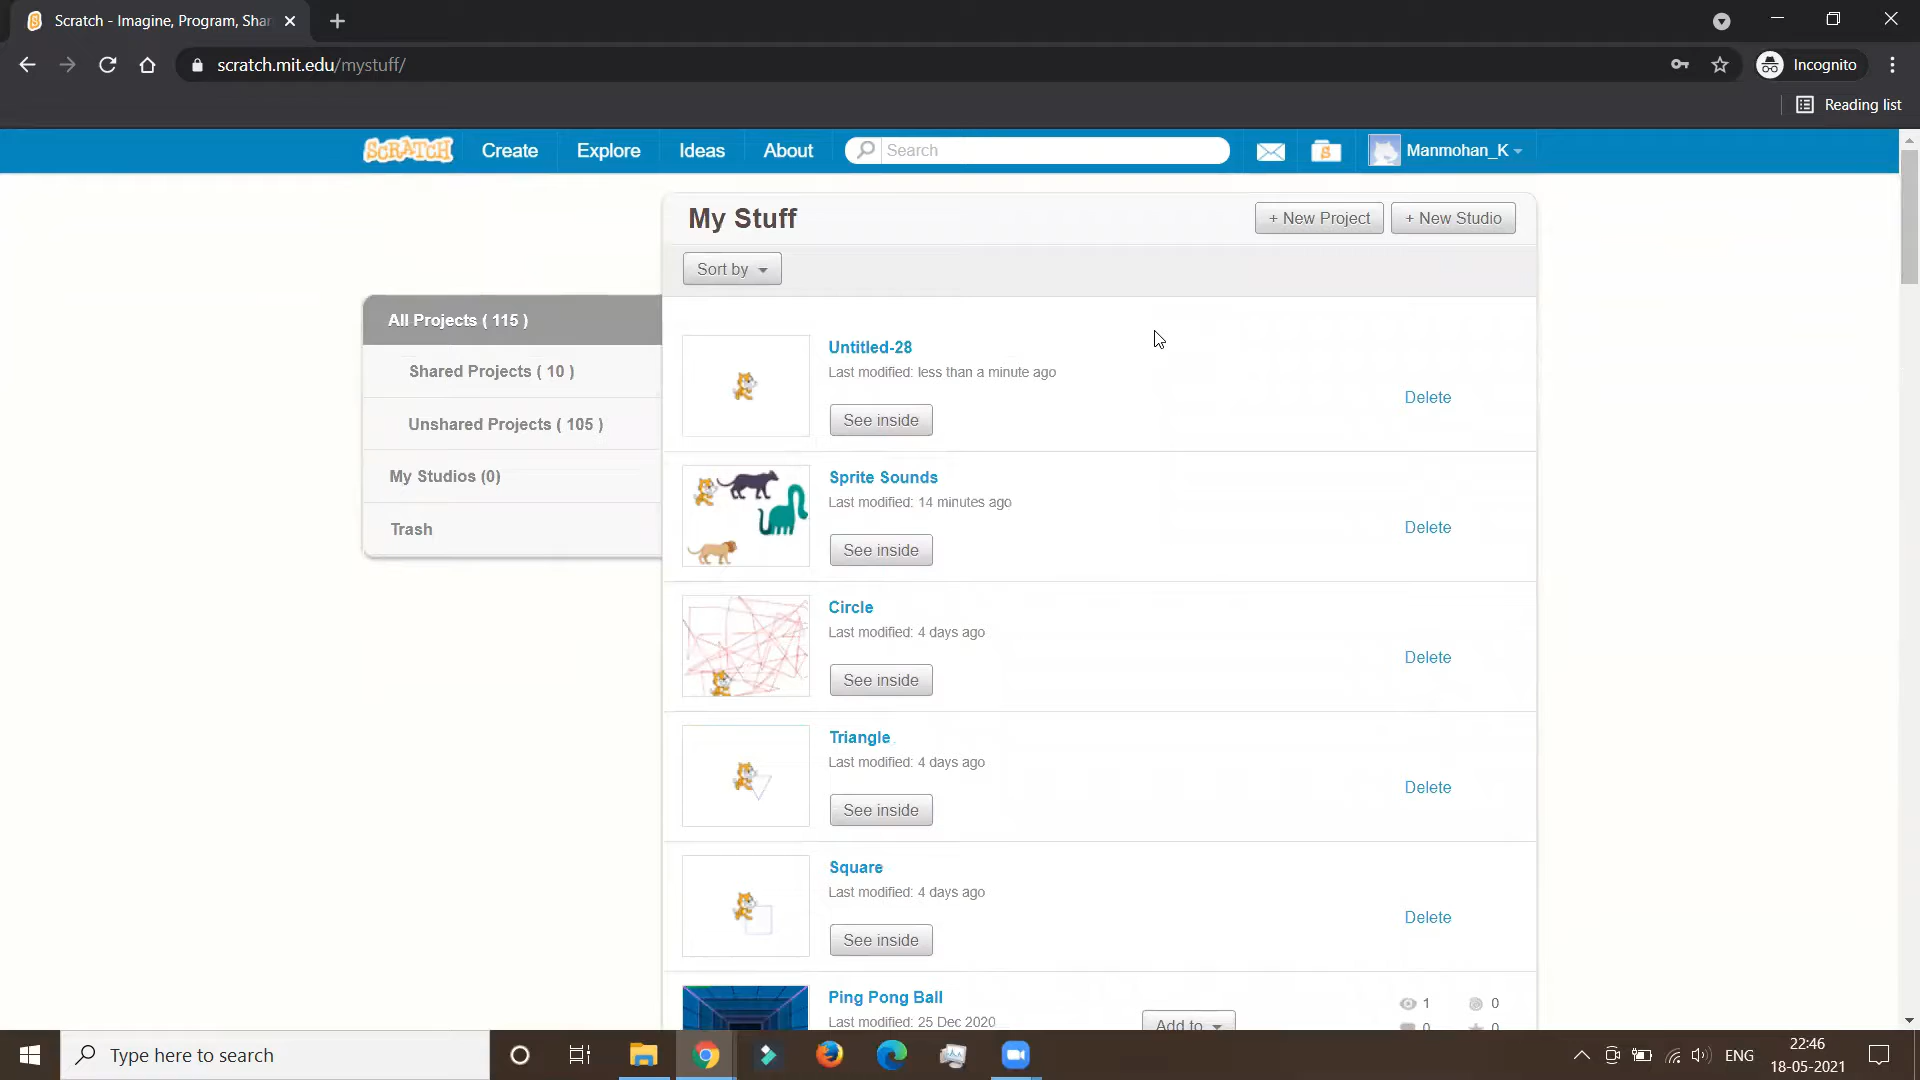 Scratch - Imagine, Program, Shar
scratch.mit.edu/mystuff/
Incognito
Reading list
SCRATCH
Create
Explore
Ideas
About
Search
Manmohan_K
My Stuff
+ New Project
+ New Studio
Sort by
All Projects ( 115 )
Shared Projects ( 10 )
Unshared Projects ( 105 )
My Studios (0)
Trash
Untitled-28
Last modified: less than a minute ago
See inside
Delete
Sprite Sounds
Last modified: 14 minutes ago
See inside
Delete
Circle
Last modified: 4 days ago
See inside
Delete
Triangle
Last modified: 4 days ago
See inside
Delete
Square
Last modified: 4 days ago
See inside
Delete
Ping Pong Ball
Last modified: 25 Dec 2020
Add to
1
0
0
0
Type here to search
ENG
22:46
18-05-2021